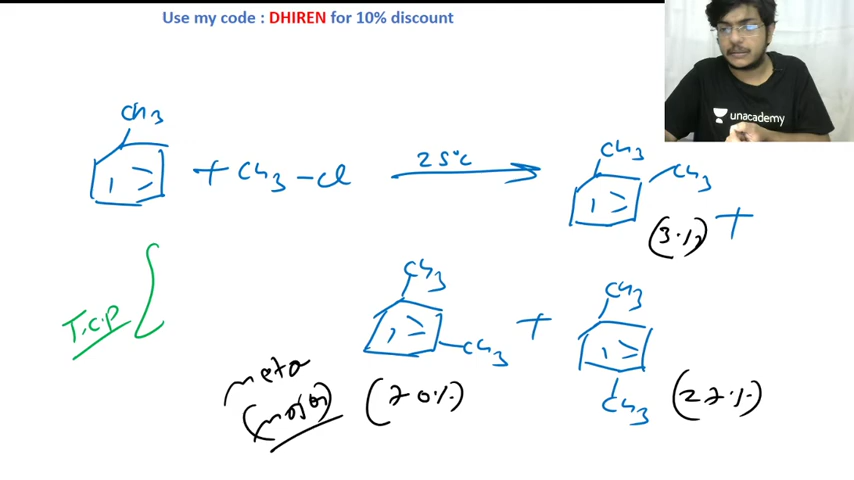 Use my code : DHIREN for 10% discount
unacademy
CH3
+ CH3 - Cl
25°C
CH3
CH3
(3%)
+
CH3
CH3
+
CH3
CH3
T.C.P
meta
(major)
(70%)
(27%)